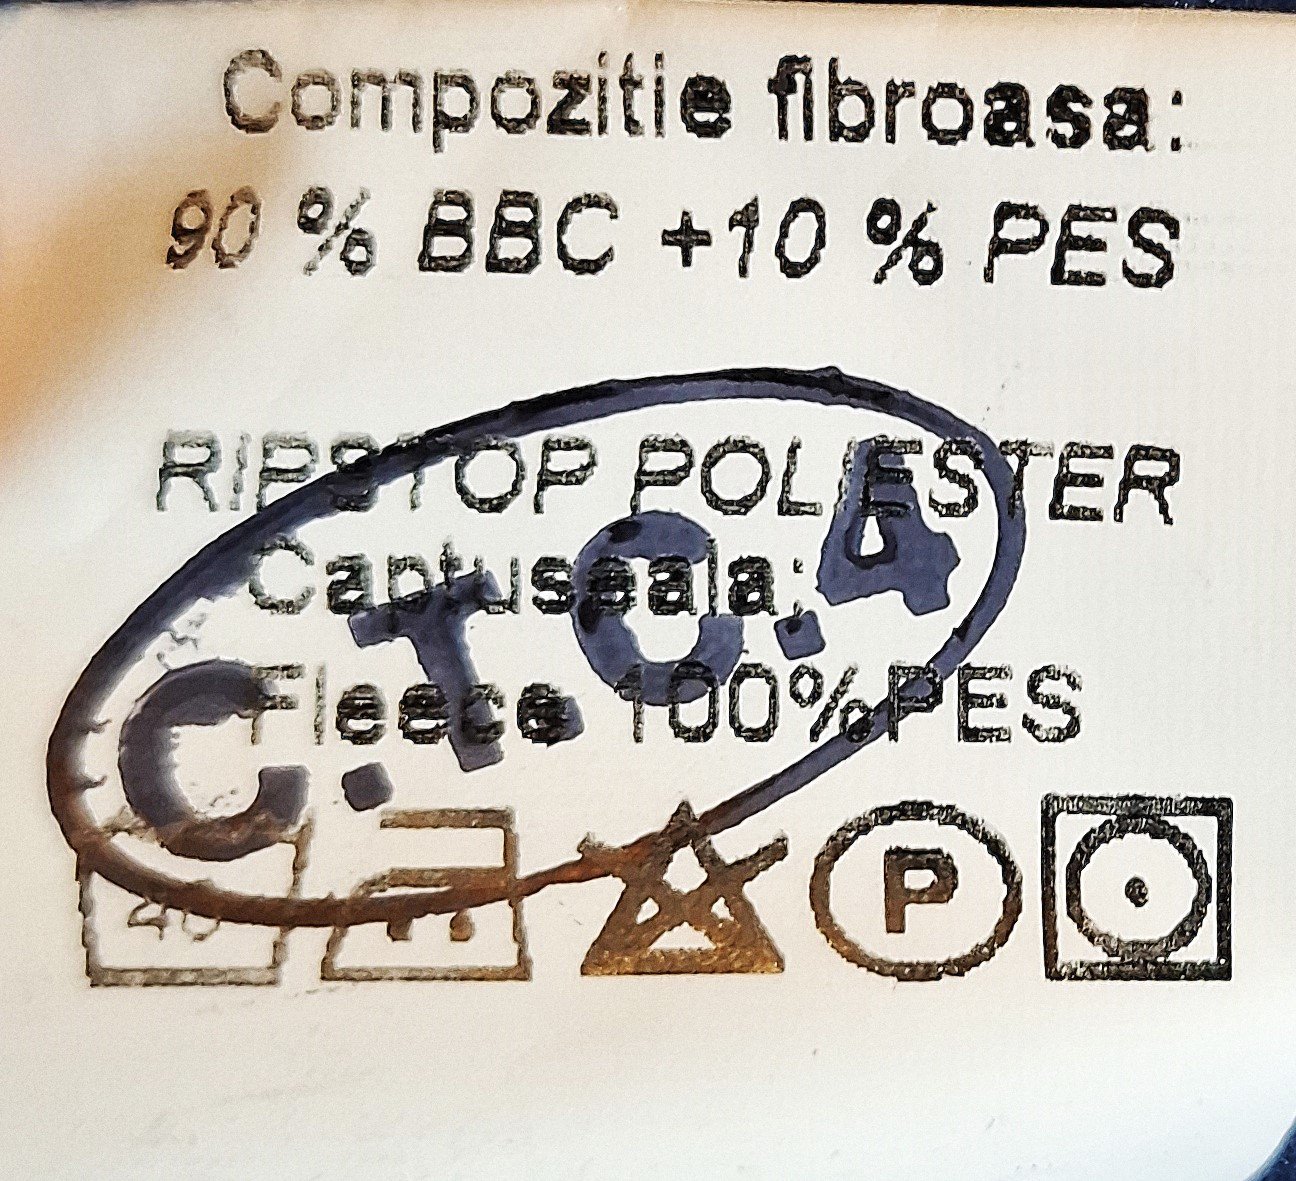 Compozitie fibroasa:
90 % BBC +10 % PES
RIPSTOP POLIESTER
Captuseala:
Fleece 100%PES
C.T.C. 4
40
P